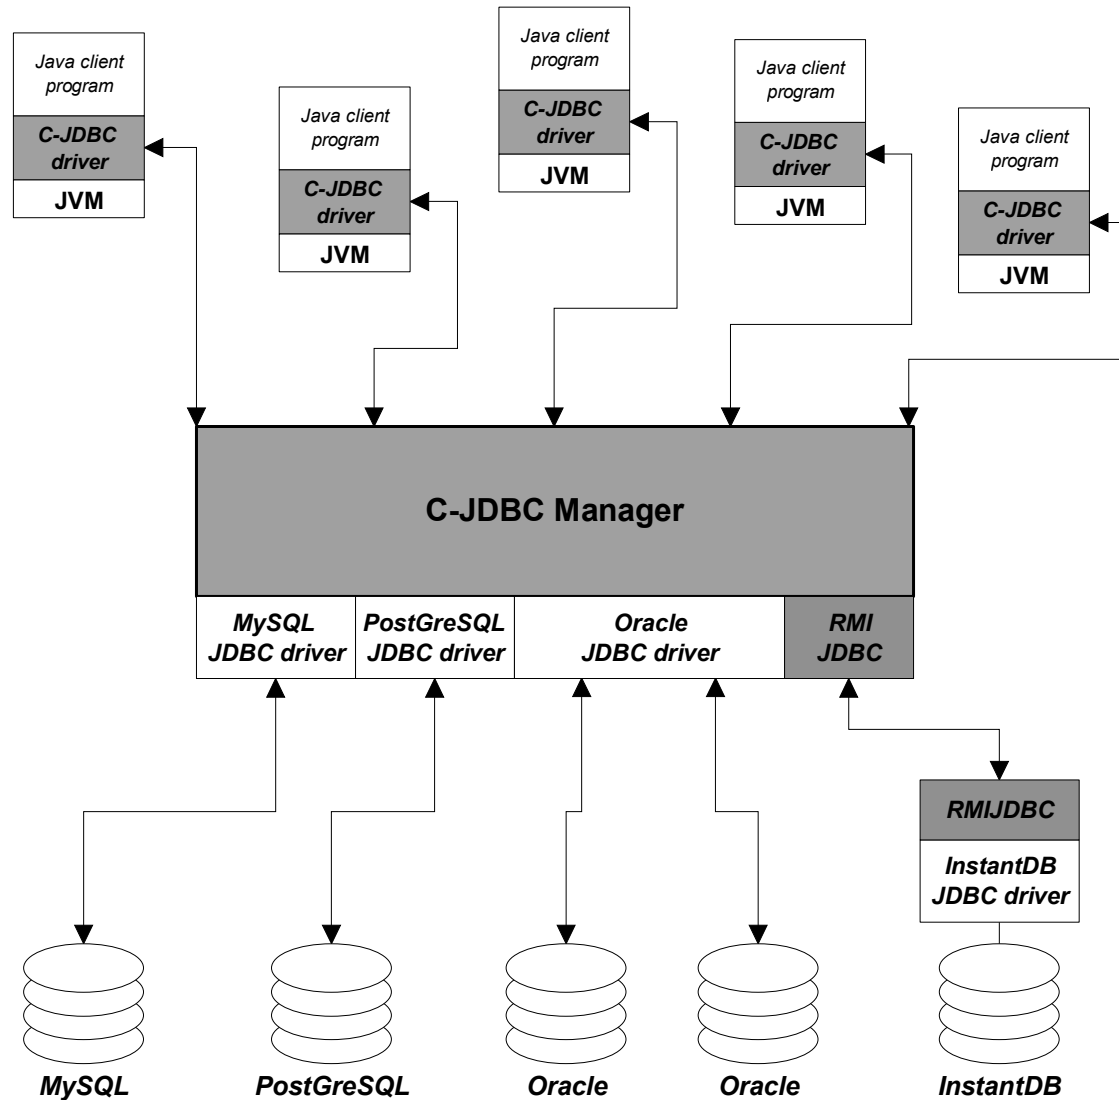 Java client
program
C-JDBC
driver
JVM
Java client
program
C-JDBC
driver
JVM
Java client
program
C-JDBC
driver
JVM
Java client
program
C-JDBC
driver
JVM
Java client
program
C-JDBC
driver
JVM
C-JDBC Manager
MySQL
JDBC driver
PostGreSQL
JDBC driver
Oracle
JDBC driver
RMI
JDBC
RMIJDBC
InstantDB
JDBC driver
MySQL
PostGreSQL
Oracle
Oracle
InstantDB